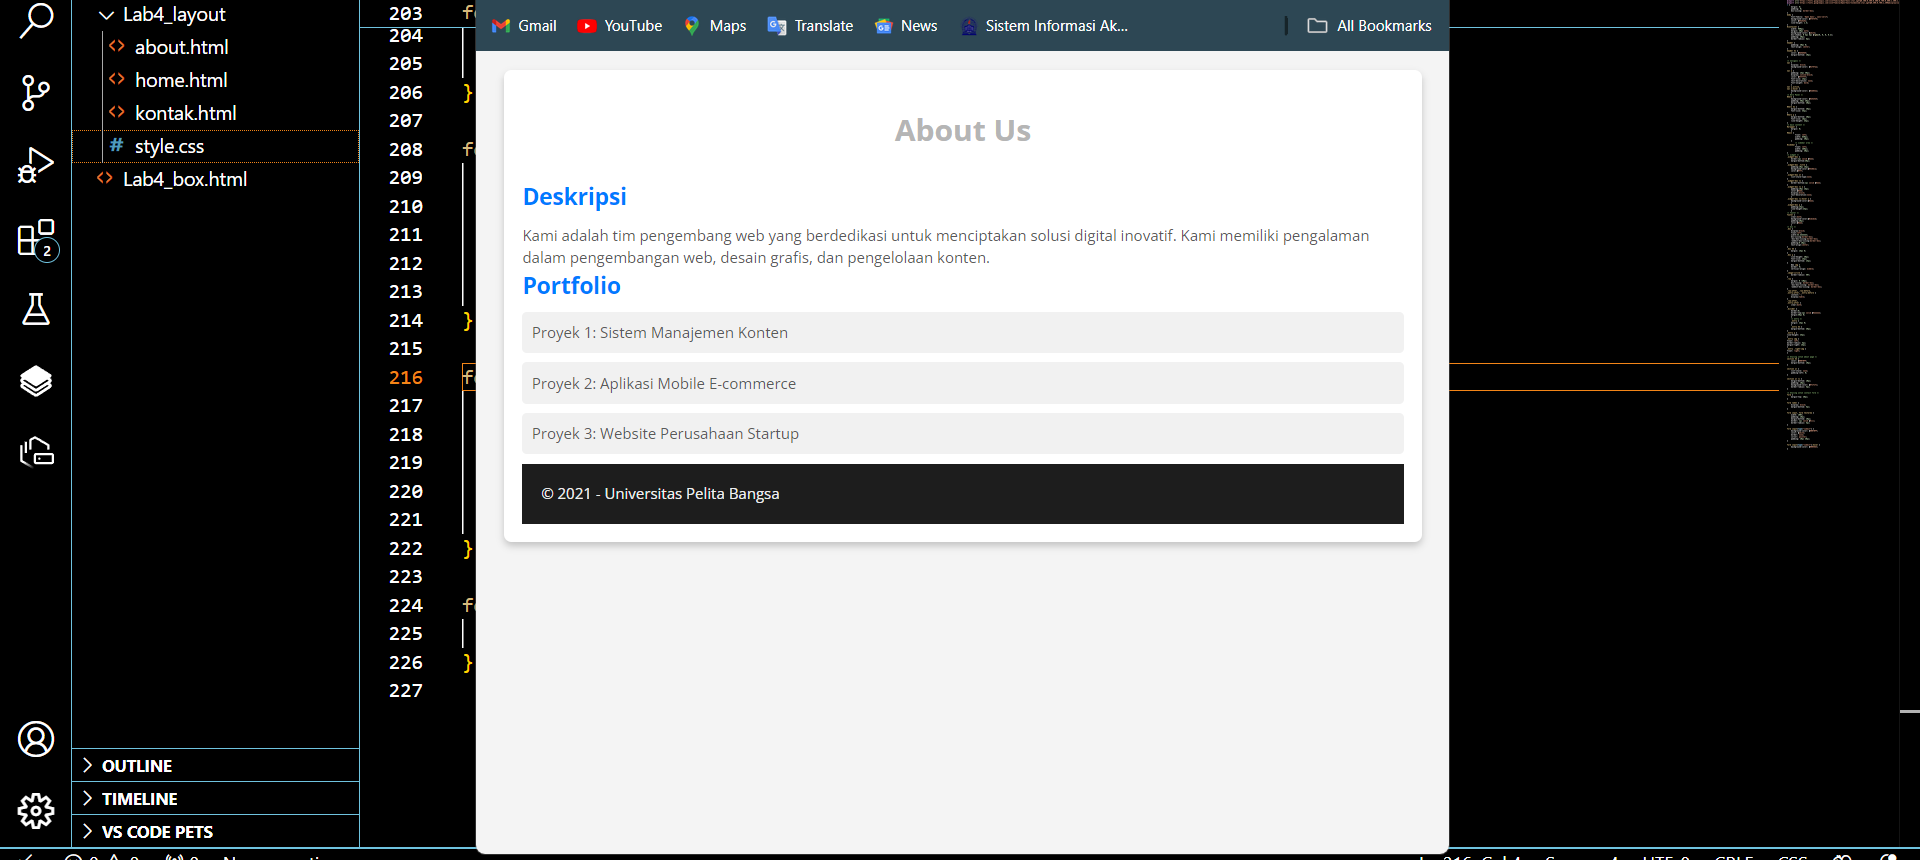 Lab4_layout
about.html
home.html
kontak.html
style.css
Lab4_box.html
2
OUTLINE
TIMELINE
VS CODE PETS
203
204
205
206 }
207
208
209
210
211
212
213
214 }
215
216
217
218
219
220
221
222 }
223
224
225
226 }
227
Gmail YouTube Maps Translate News Sistem Informasi Ak... All Bookmarks
About Us
Deskripsi
Kami adalah tim pengembang web yang berdedikasi untuk menciptakan solusi digital inovatif. Kami memiliki pengalaman
dalam pengembangan web, desain grafis, dan pengelolaan konten.
Portfolio
Proyek 1: Sistem Manajemen Konten
Proyek 2: Aplikasi Mobile E-commerce
Proyek 3: Website Perusahaan Startup
© 2021 - Universitas Pelita Bangsa